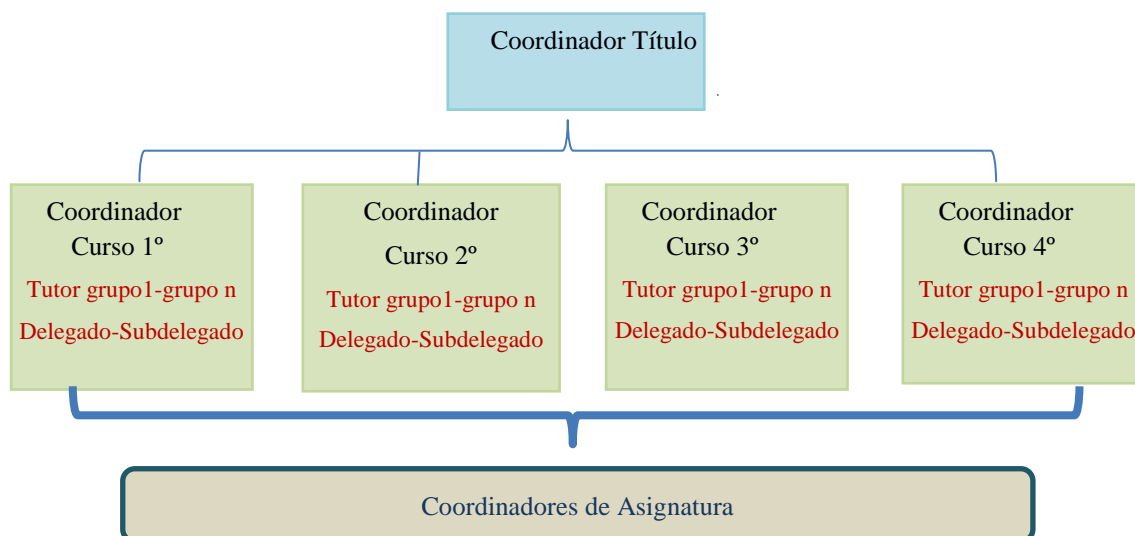 Coordinador Título
Coordinador
Curso 1º
Tutor grupo1-grupo n
Delegado-Subdelegado
Coordinador
Curso 2º
Tutor grupo1-grupo n
Delegado-Subdelegado
Coordinador
Curso 3º
Tutor grupo1-grupo n
Delegado-Subdelegado
Coordinador
Curso 4º
Tutor grupo1-grupo n
Delegado-Subdelegado
Coordinadores de Asignatura